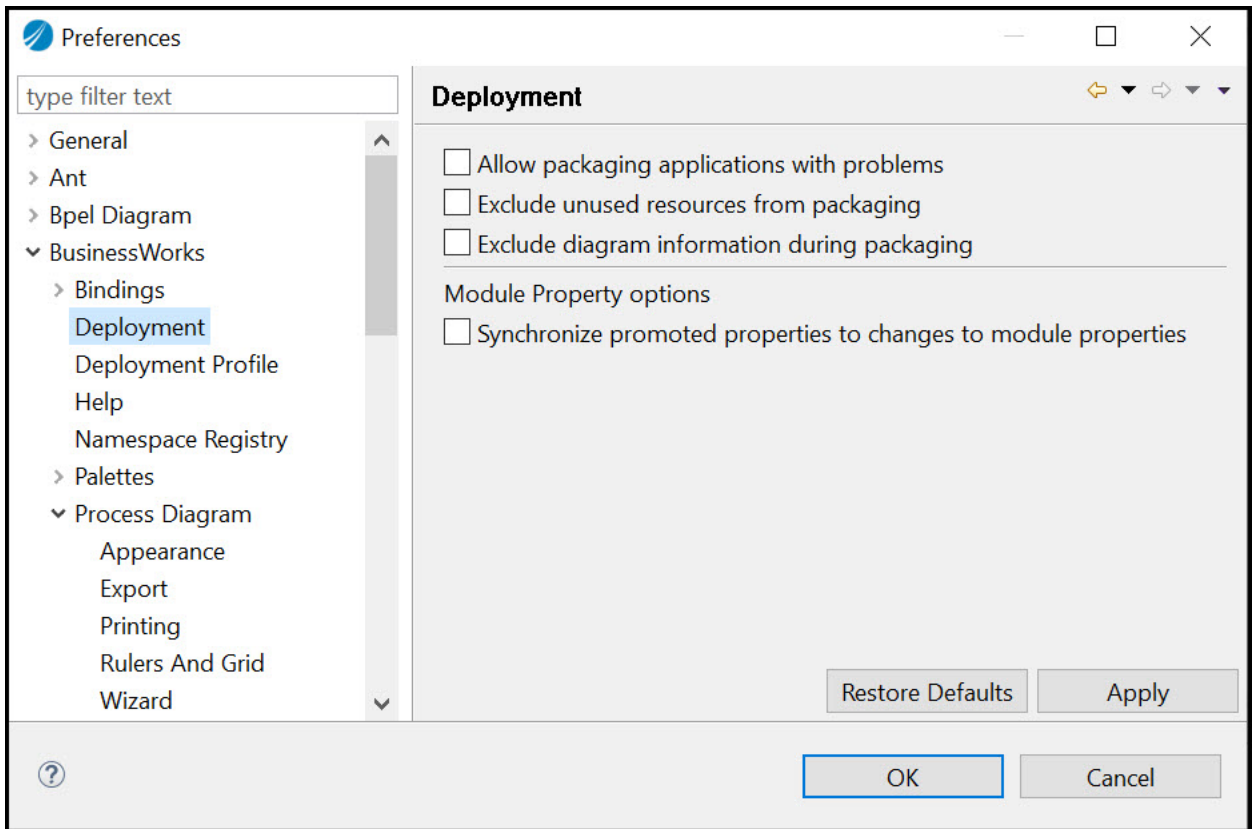 Preferences
type filter text
General
Ant
Bpel Diagram
BusinessWorks
Bindings
Deployment
Deployment Profile
Help
Namespace Registry
Palettes
Process Diagram
Appearance
Export
Printing
Rulers And Grid
Wizard
Deployment
Allow packaging applications with problems
Exclude unused resources from packaging
Exclude diagram information during packaging
Module Property options
Synchronize promoted properties to changes to module properties
Restore Defaults
Apply
?
OK
Cancel